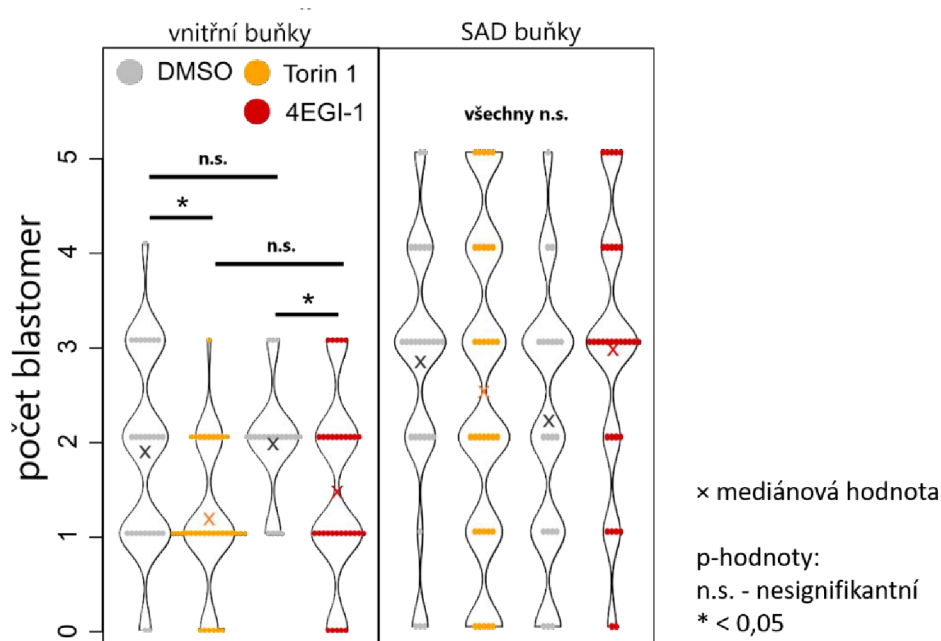 vnitřní buňky
SAD buňky
DMSO
Torin 1
4EGI-1
všechny n.s.
n.s.
*
n.s.
*
počet blastomer
5
4
3
2
1
0
× mediánová hodnota
p-hodnoty:
n.s. - nesignifikantní
* < 0,05